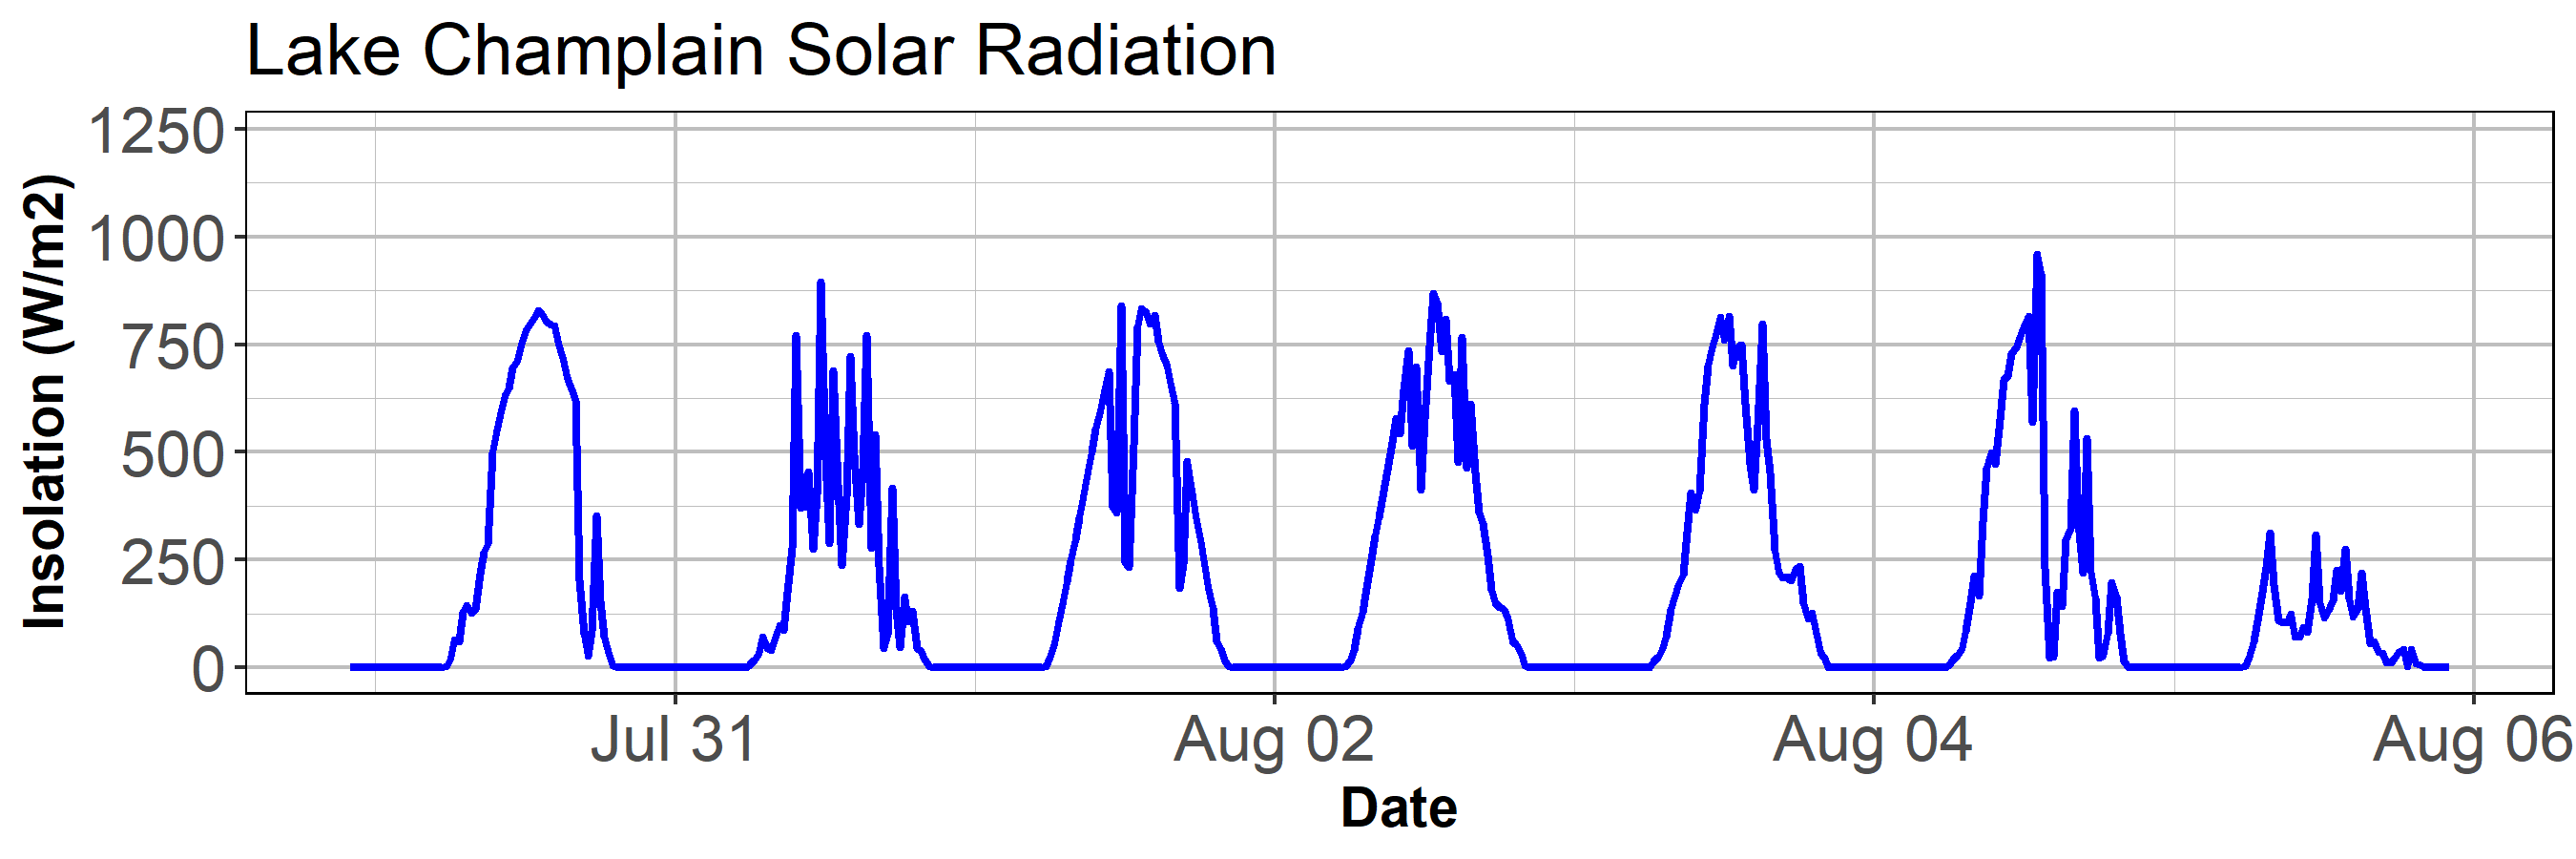 Lake Champlain Solar Radiation
1250
1000
750
500
250
0
Insolation (W/m2)
Jul 31 Aug 02 Aug 04 Aug 06
Date